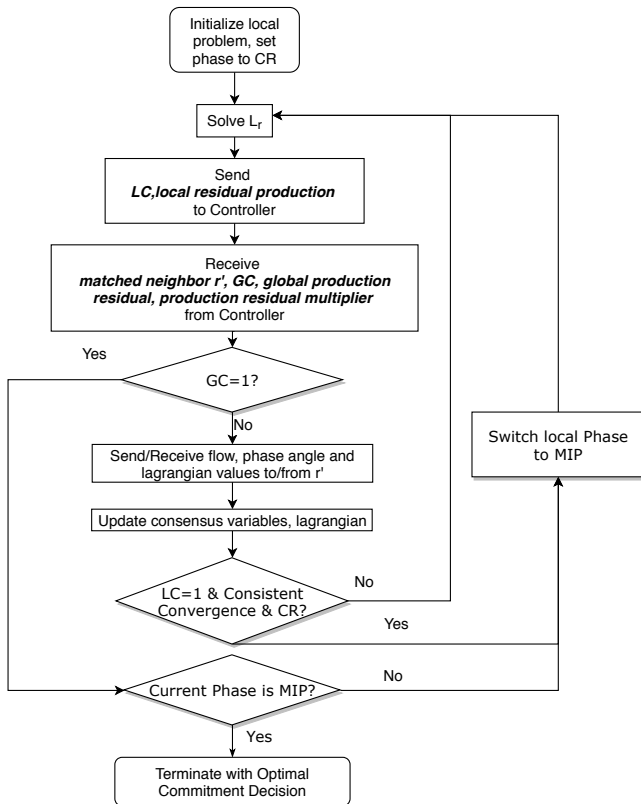 Initialize local
problem, set
phase to CR
Solve Lr
Send
LC,local residual production
to Controller
Receive
matched neighbor r', GC, global production
residual, production residual multiplier
from Controller
Yes
GC=1?
No
Send/Receive flow, phase angle and
lagrangian values to/from r'
Switch local Phase
to MIP
Update consensus variables, lagrangian
LC=1 & Consistent
Convergence & CR?
No
Yes
Current Phase is MIP?
No
Yes
Terminate with Optimal
Commitment Decision